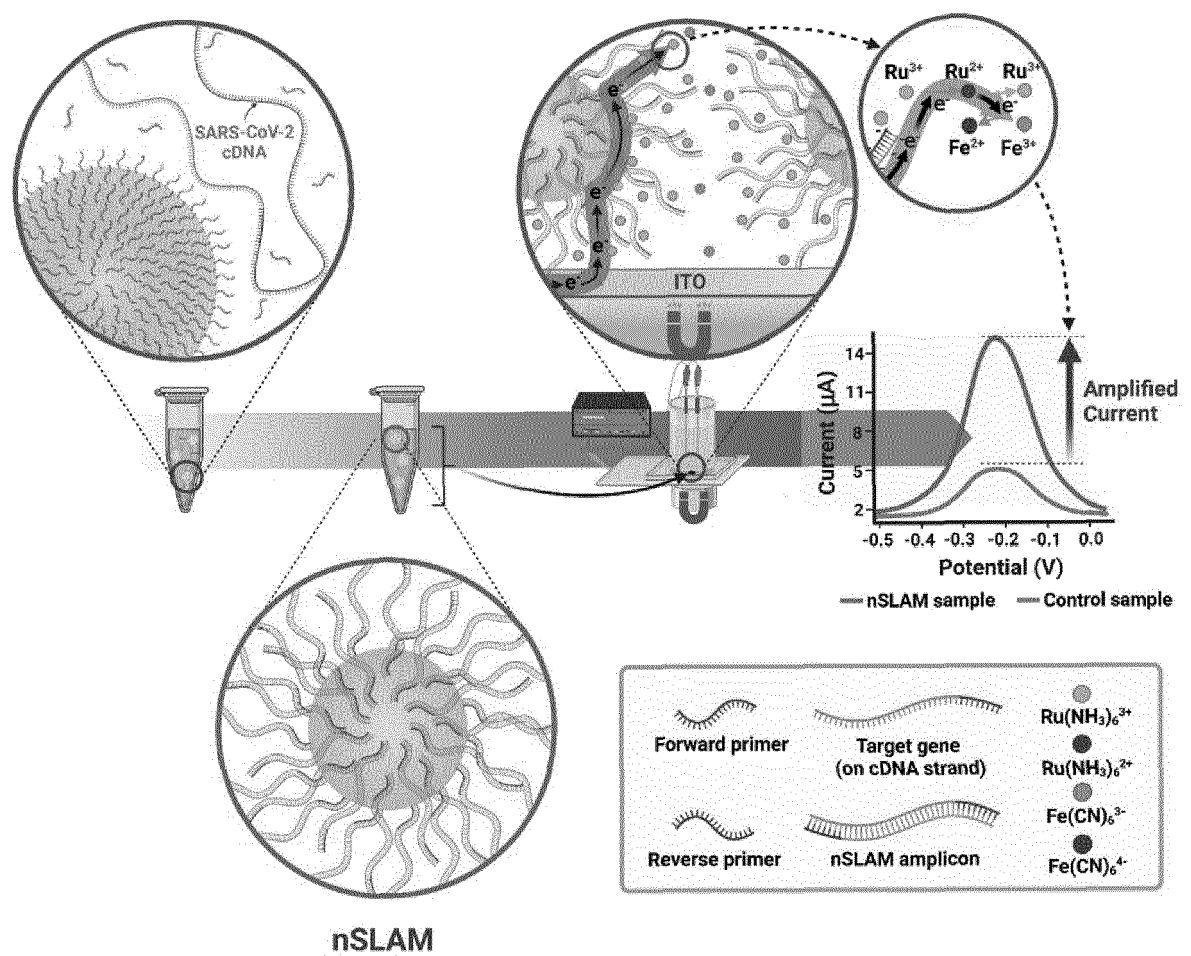 SARS-CoV-2
cDNA
e⁻
e⁻
e⁻
e⁻
ITO
Ru³⁺
Ru²⁺
Ru³⁺
e⁻
e⁻
e⁻
Fe²⁺
Fe³⁺
Current (µA)
14
11
8
5
2
Amplified
Current
-0.5
-0.4
-0.3
-0.2
-0.1
0.0
Potential (V)
nSLAM sample
Control sample
Forward primer
Target gene
(on cDNA strand)
Reverse primer
nSLAM amplicon
Ru(NH₃)₆³⁺
Ru(NH₃)₆²⁺
Fe(CN)₆³⁻
Fe(CN)₆⁴⁻
nSLAM